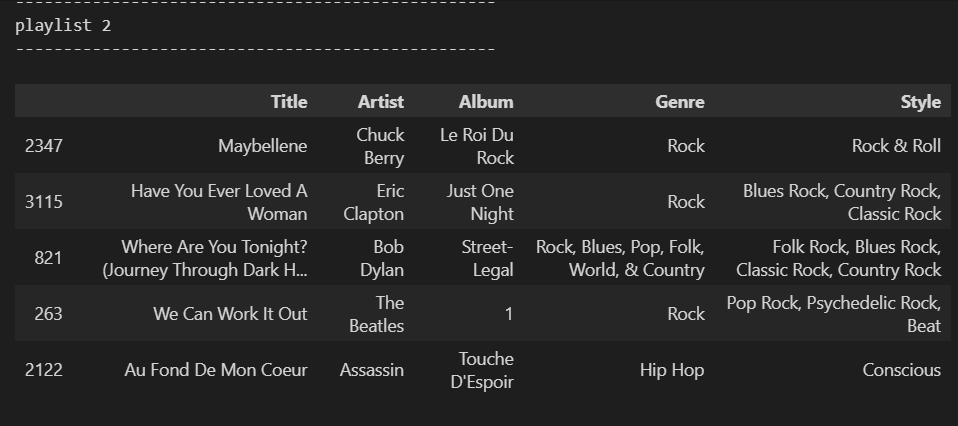 ------------------------------------------------
playlist 2
------------------------------------------------
Title Artist Album Genre Style
2347 Maybellene Chuck Berry Le Roi Du Rock Rock Rock & Roll
3115 Have You Ever Loved A Woman Eric Clapton Just One Night Rock Blues Rock, Country Rock, Classic Rock
821 Where Are You Tonight? (Journey Through Dark H... Bob Dylan Street-Legal Rock, Blues, Pop, Folk, World, & Country Folk Rock, Blues Rock, Classic Rock, Country Rock
263 We Can Work It Out The Beatles 1 Rock Pop Rock, Psychedelic Rock, Beat
2122 Au Fond De Mon Coeur Assassin Touche D'Espoir Hip Hop Conscious